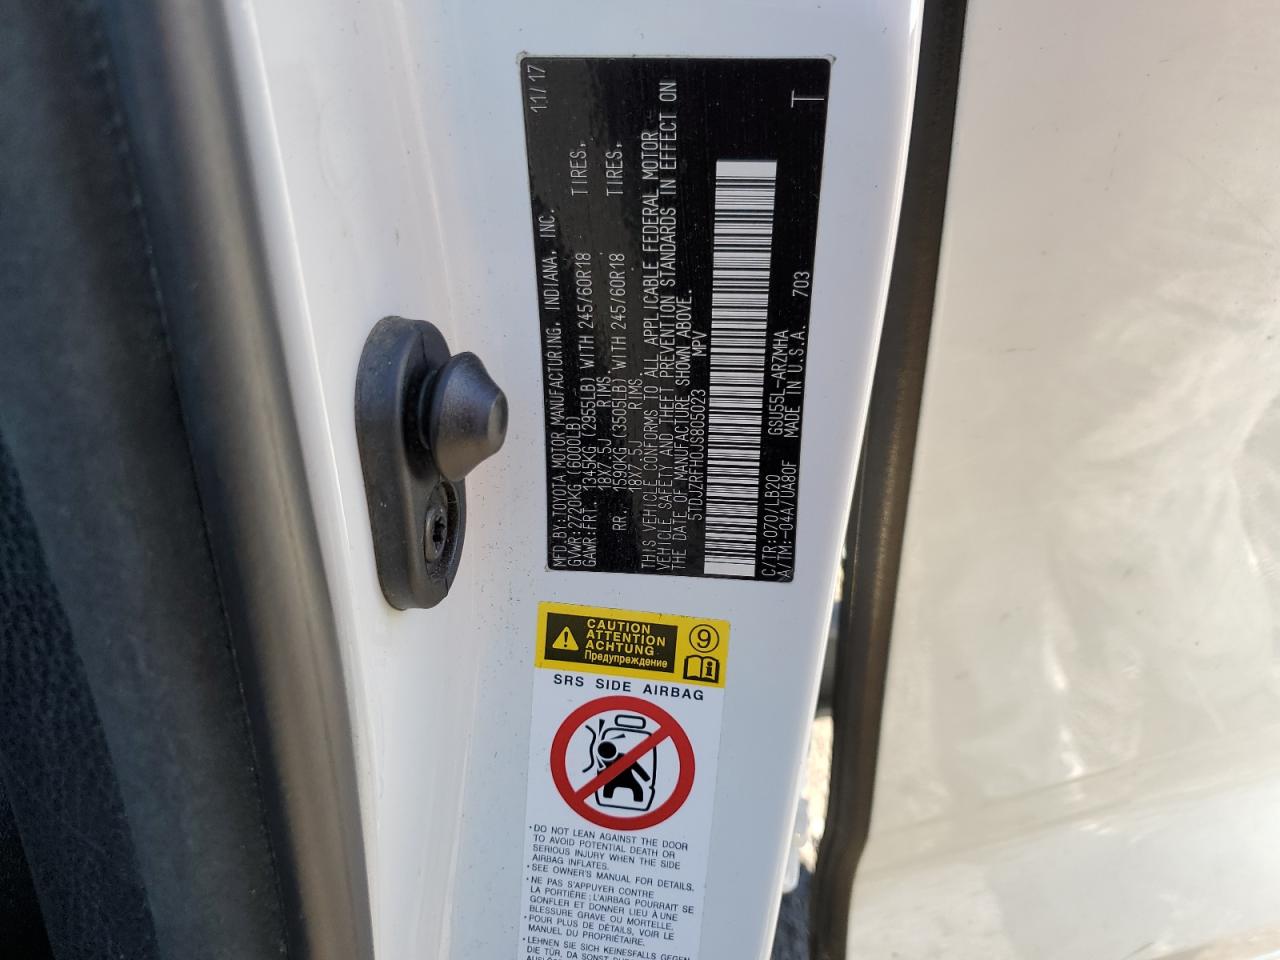 MFD.BY:TOYOTA MOTOR MANUFACTURING, INDIANA, INC. 11/17
GVWR:2720KG (6000LB)
GAWR:FRT. 1345KG (2955LB) WITH 245/60R18 TIRES,
18X7.5J RIMS,
RR. 1590KG (3505LB) WITH 245/60R18 TIRES,
18X7.5J RIMS
THIS VEHICLE CONFORMS TO ALL APPLICABLE FEDERAL MOTOR
VEHICLE SAFETY AND THEFT PREVENTION STANDARDS IN EFFECT ON
THE DATE OF MANUFACTURE SHOWN ABOVE.
5TDJZRFH0JS805023 MPV
C/TR:070/LB20 GSU55L-ARZMHA
A/TM:-04A/UA80F MADE IN U.S.A. 703 T
CAUTION
ATTENTION
ACHTUNG
Предупреждение
9
i
SRS SIDE AIRBAG
•DO NOT LEAN AGAINST THE DOOR
TO AVOID POTENTIAL DEATH OR
SERIOUS INJURY WHEN THE SIDE
AIRBAG INFLATES.
•SEE OWNER'S MANUAL FOR DETAILS.
•NE PAS S'APPUYER CONTRE
LA PORTIÈRE ; L'AIRBAG POURRAIT SE
GONFLER ET DONNER LIEU À UNE
BLESSURE GRAVE OU MORTELLE.
•POUR PLUS DE DÉTAILS, VOIR LE
MANUEL DU PROPRIÉTAIRE.
•LEHNEN SIE SICH KEINESFALLS GEGEN
DIE TÜR, DA SONST